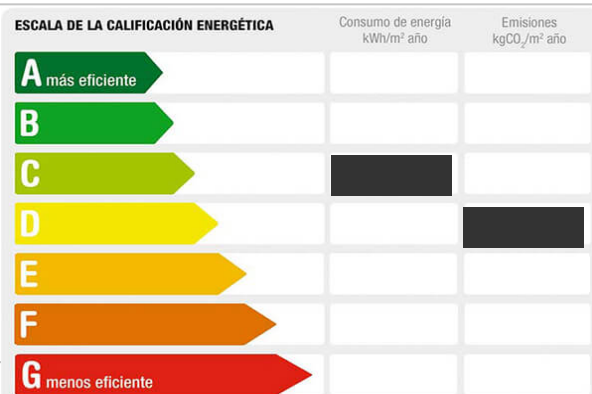 ESCALA DE LA CALIFICACIÓN ENERGÉTICA
Consumo de energía
kWh/m² año
Emisiones
kgCO₂/m² año
A más eficiente
B
C
D
E
F
G menos eficiente